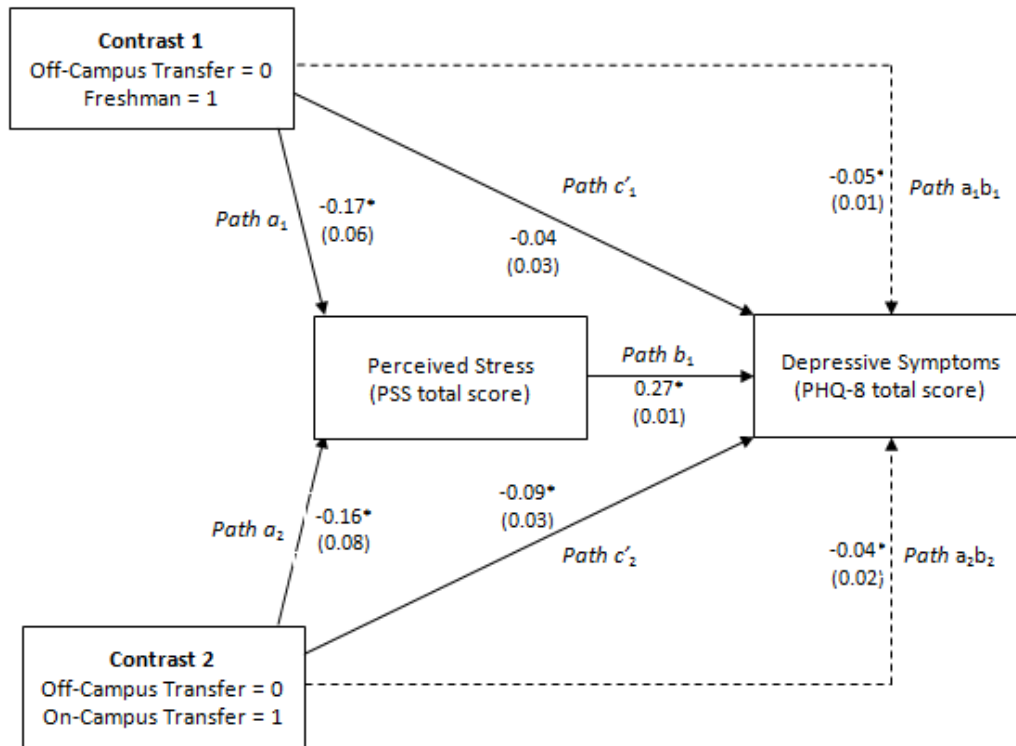 Contrast 1
Off-Campus Transfer = 0
Freshman = 1
Path a₁
-0.17*
(0.06)
Path c′₁
-0.04
(0.03)
-0.05*
(0.01)
Path a₁b₁
Perceived Stress
(PSS total score)
Path b₁
0.27*
(0.01)
Depressive Symptoms
(PHQ-8 total score)
Path a₂
-0.16*
(0.08)
-0.09*
(0.03)
Path c′₂
-0.04*
(0.02)
Path a₂b₂
Contrast 2
Off-Campus Transfer = 0
On-Campus Transfer = 1